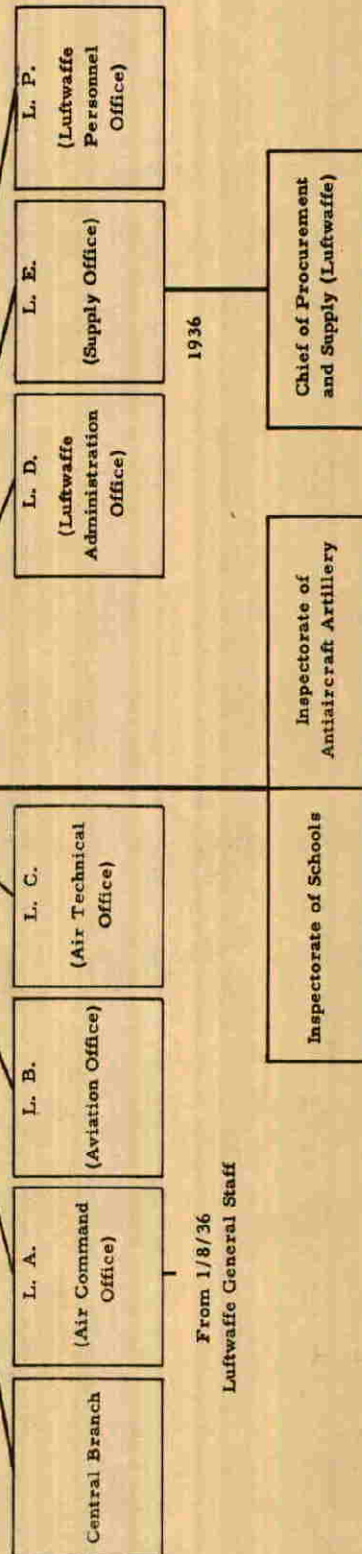 Central Branch
L. A.
(Air Command
Office)
L. B.
(Aviation Office)
L. C.
(Air Technical
Office)
L. D.
(Luftwaffe
Administration
Office)
L. E.
(Supply Office)
L. P.
(Luftwaffe
Personnel
Office)
From 1/8/36
Luftwaffe General Staff
1936
Inspectorate of Schools
Inspectorate of
Antiaircraft Artillery
Chief of Procurement
and Supply (Luftwaffe)